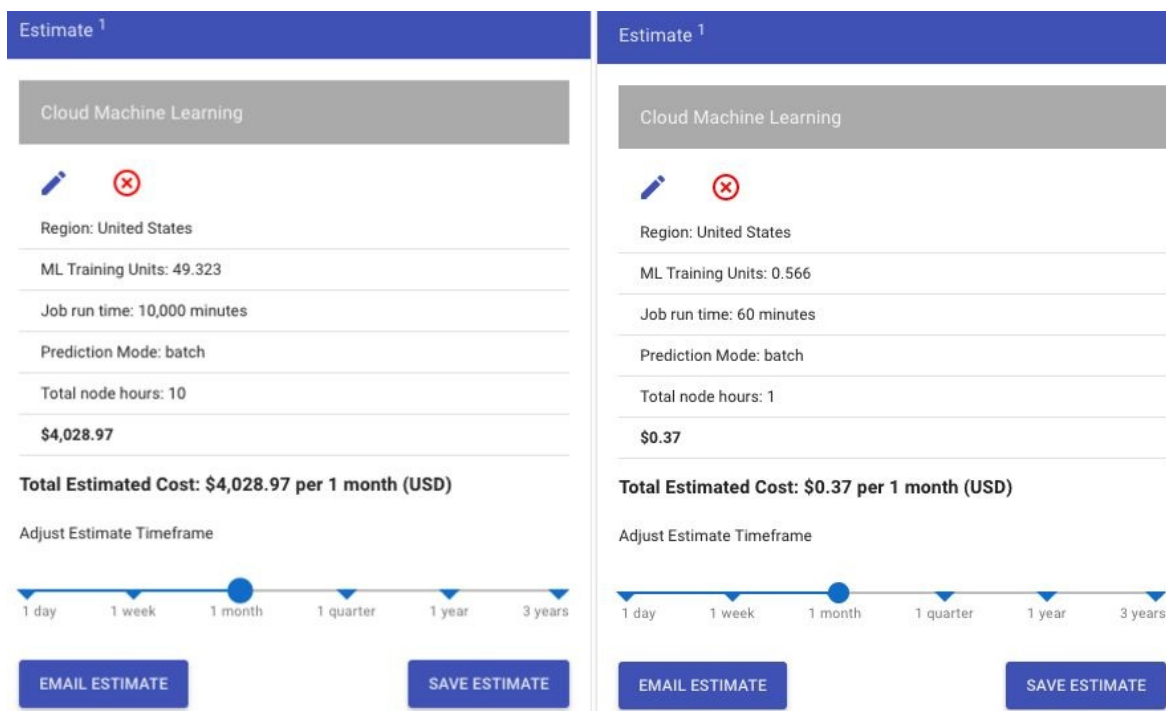 Estimate 1
Cloud Machine Learning
Region: United States
ML Training Units: 49.323
Job run time: 10,000 minutes
Prediction Mode: batch
Total node hours: 10
$4,028.97
Total Estimated Cost: $4,028.97 per 1 month (USD)
Adjust Estimate Timeframe
1 day 1 week 1 month 1 quarter 1 year 3 years
EMAIL ESTIMATE SAVE ESTIMATE
Estimate 1
Cloud Machine Learning
Region: United States
ML Training Units: 0.566
Job run time: 60 minutes
Prediction Mode: batch
Total node hours: 1
$0.37
Total Estimated Cost: $0.37 per 1 month (USD)
Adjust Estimate Timeframe
1 day 1 week 1 month 1 quarter 1 year 3 years
EMAIL ESTIMATE SAVE ESTIMATE